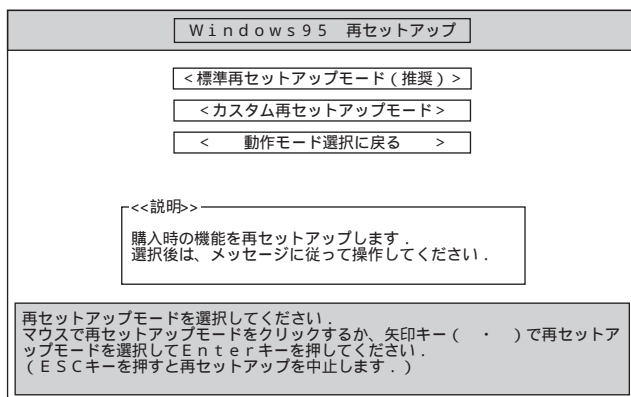 Ｗｉｎｄｏｗｓ９５　再セットアップ
＜標準再セットアップモード（推奨）＞
＜カスタム再セットアップモード＞
＜　　動作モード選択に戻る　　＞
<<説明>>
購入時の機能を再セットアップします．
選択後は、メッセージに従って操作してください．
再セットアップモードを選択してください．
マウスで再セットアップモードをクリックするか、矢印キー（　・　）で再セットア
ップモードを選択してＥｎｔｅｒキーを押してください．
（ＥＳＣキーを押すと再セットアップを中止します．）